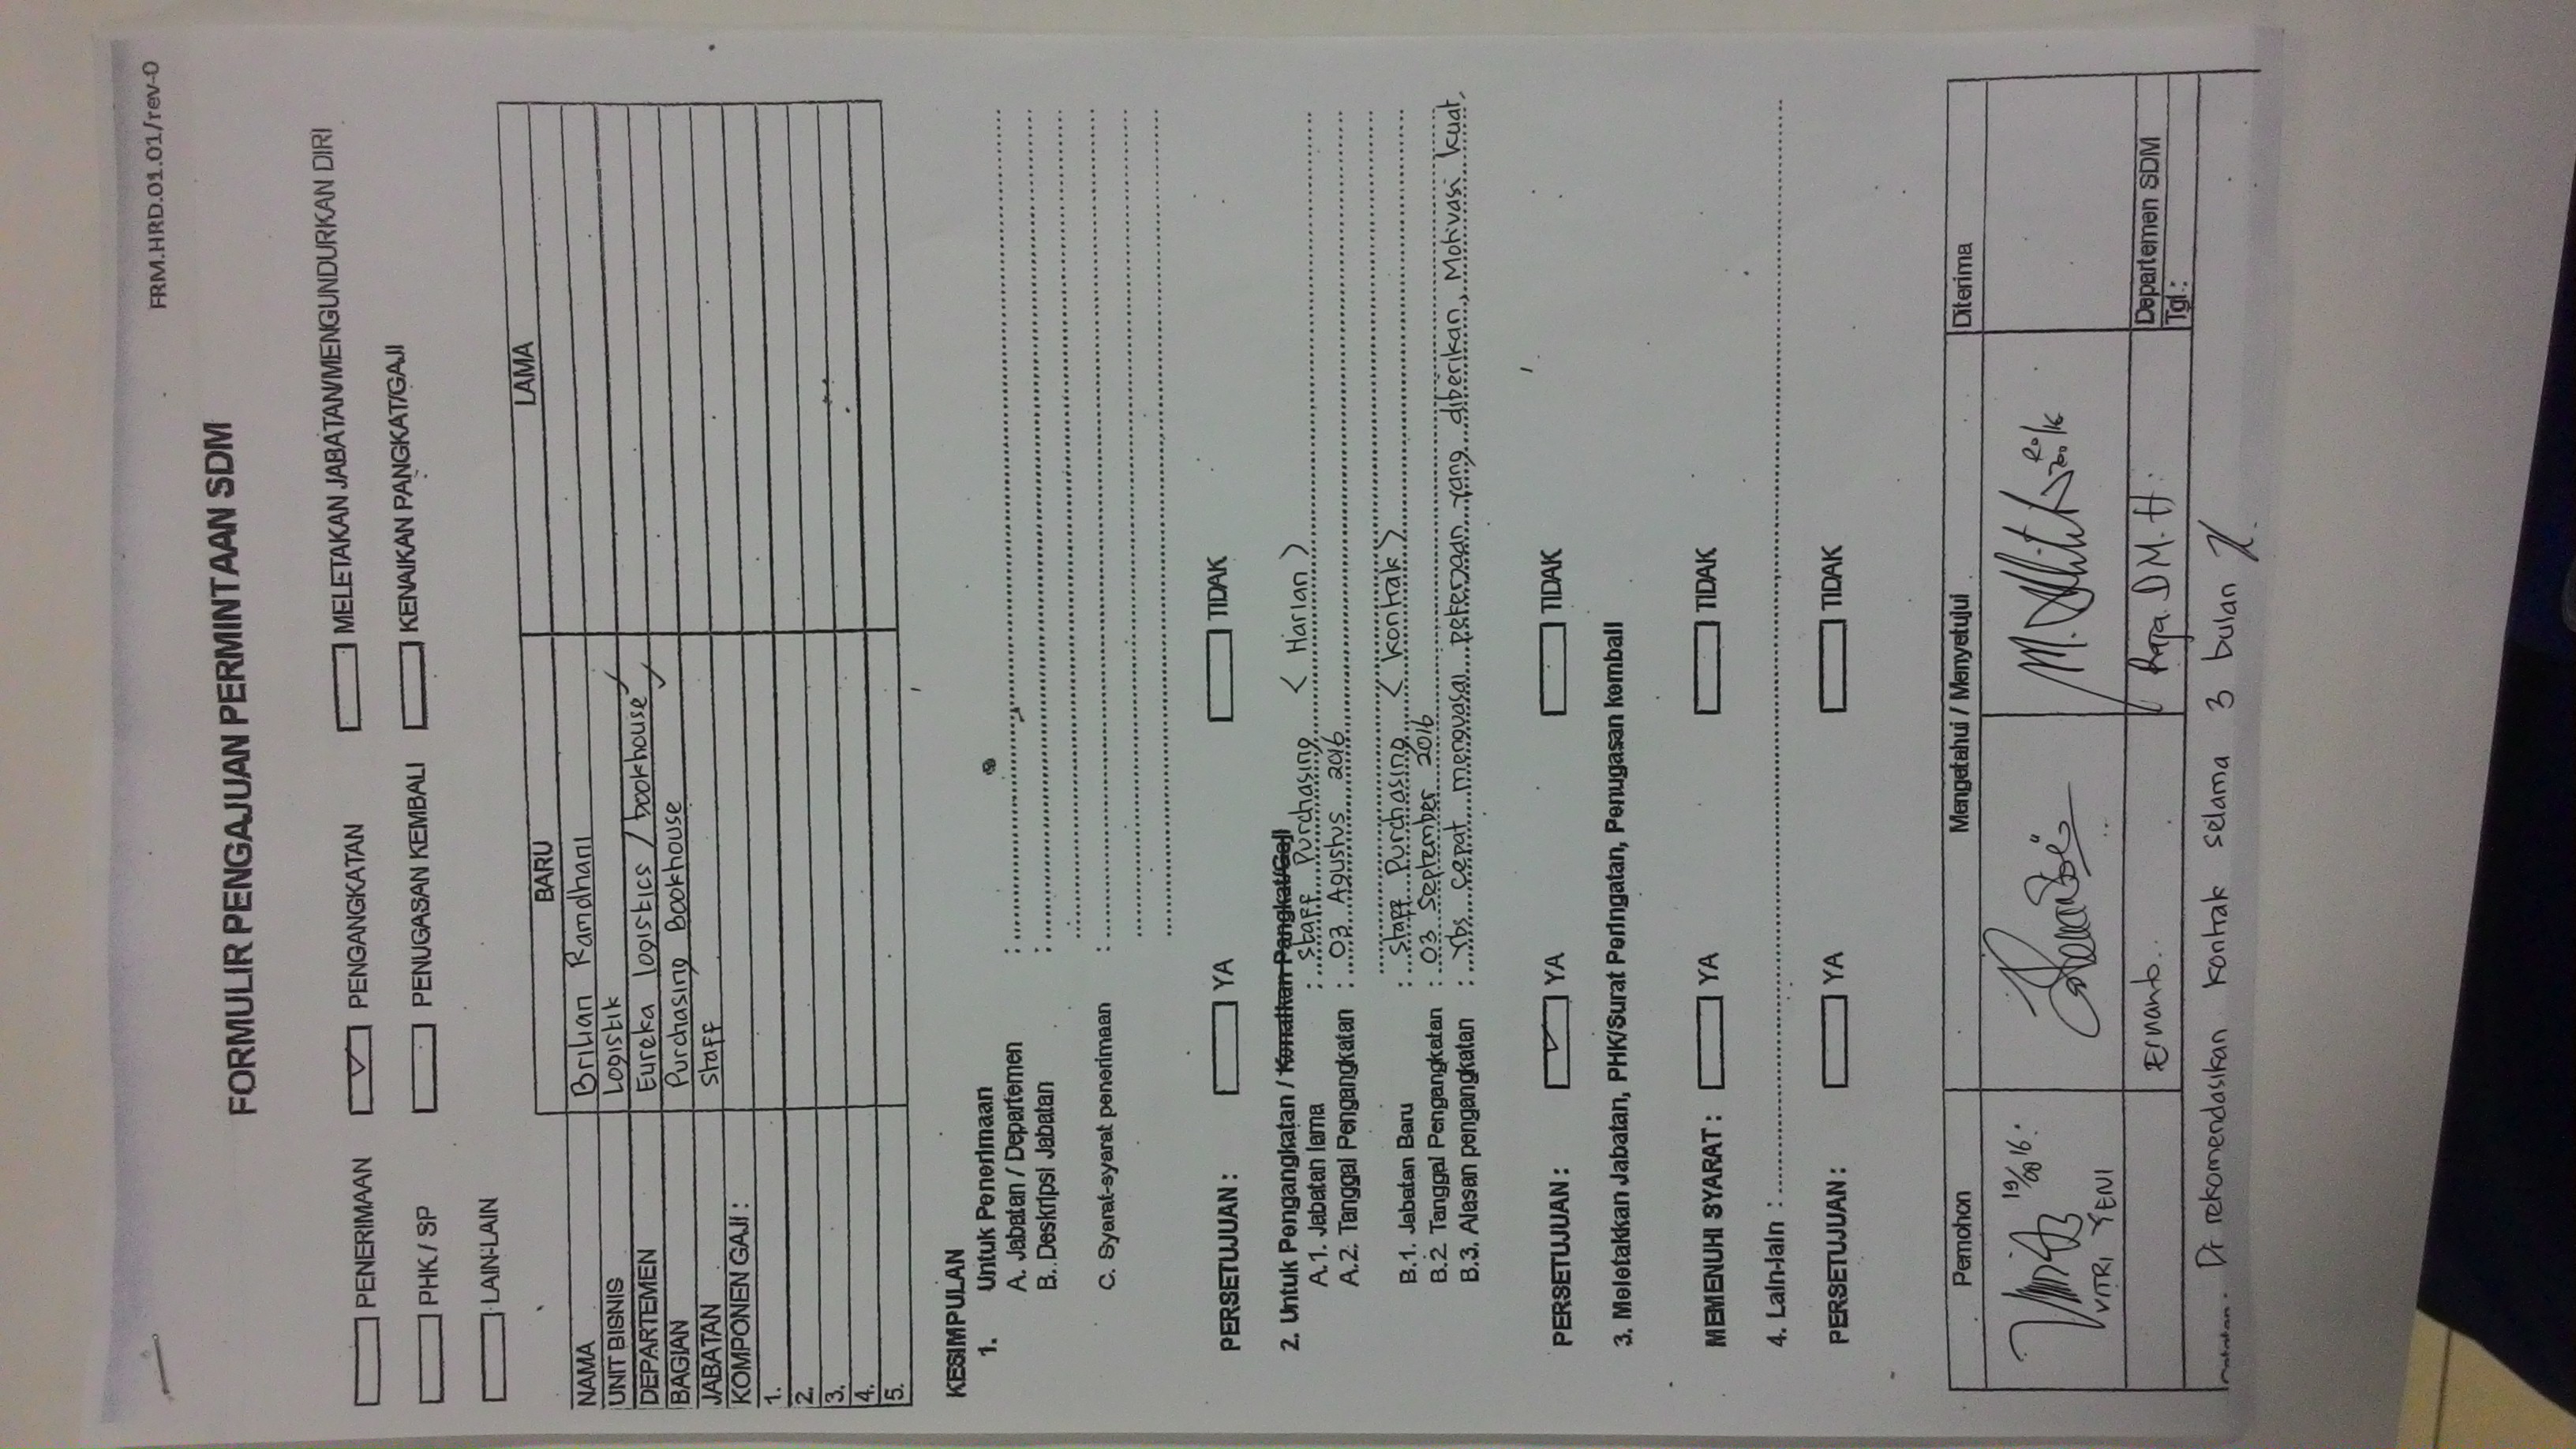 FRM.HRD.01.01/rev-0
FORMULIR PENGAJUAN PERMINTAAN SDM
PENERIMAAN PENGANGKATAN MELETAKAN JABATAN/MENGUNDURKAN DIRI
PHK / SP PENUGASAN KEMBALI KENAIKAN PANGKAT/GAJI
LAIN-LAIN
BARU LAMA
NAMA Brilian Ramdhani
UNIT BISNIS Logistik
DEPARTEMEN Eureka logistics / bookhouse
BAGIAN Purchasing Bookhouse
JABATAN Staff
KOMPONEN GAJI :
1.
2.
3.
4.
5.
KESIMPULAN
1. Untuk Penerimaan
A. Jabatan / Departemen :
B. Deskripsi Jabatan :
C. Syarat-syarat penerimaan :
PERSETUJUAN : YA TIDAK
2. Untuk Pengangkatan / Kenaikan Pangkat/Gaji
A.1. Jabatan lama : Staff Purchasing < Harian >
A.2. Tanggal Pengangkatan : 03 Agustus 2016
B.1. Jabatan Baru : Staff Purchasing < Kontrak >
B.2 Tanggal Pengangkatan : 03 September 2016
B.3. Alasan pengangkatan : Ybs cepat menguasai pekerjaan yang diberikan, Motivasi kuat,
PERSETUJUAN : YA TIDAK
3. Meletakkan Jabatan, PHK/Surat Peringatan, Penugasan kembali
MEMENUHI SYARAT : YA TIDAK
4. Lain-lain :
PERSETUJUAN : YA TIDAK
Pemohon Mengetahui / Menyetujui Diterima
19/08 16.
VITRI YENI
Ernanto. DM. H. Departemen SDM
Tgl :
Di rekomendasikan kontrak selama 3 bulan